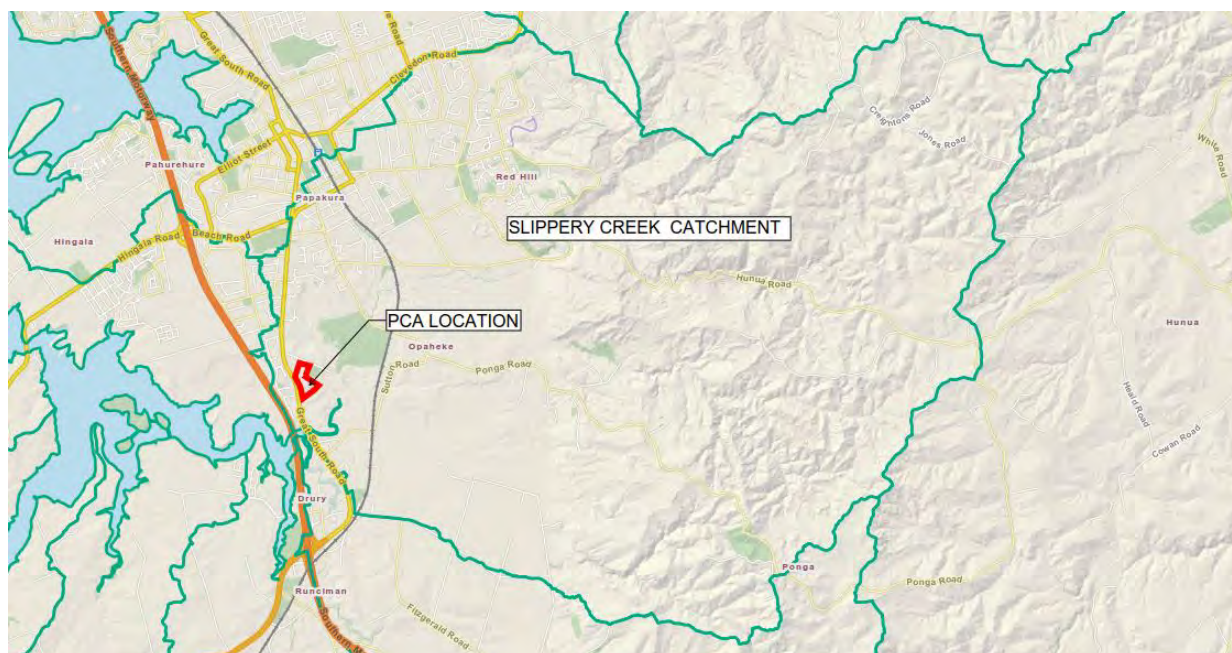 Great South Road
Southern Motorway
Clevedon Road
Road
Creightons Road
Jones Road
White Road
Pahurehure
Elliot Street
Red Hill
Papakura
SLIPPERY CREEK CATCHMENT
Hingaia
Hingaia Road
Beach Road
Hunua Road
PCA LOCATION
Hunua
Opaheke
Sutton Road
Ponga Road
Heald Road
Great South Road
Cowan Road
Drury
Ponga
Ponga Road
Runciman
Fitzgerald Road
Southern M